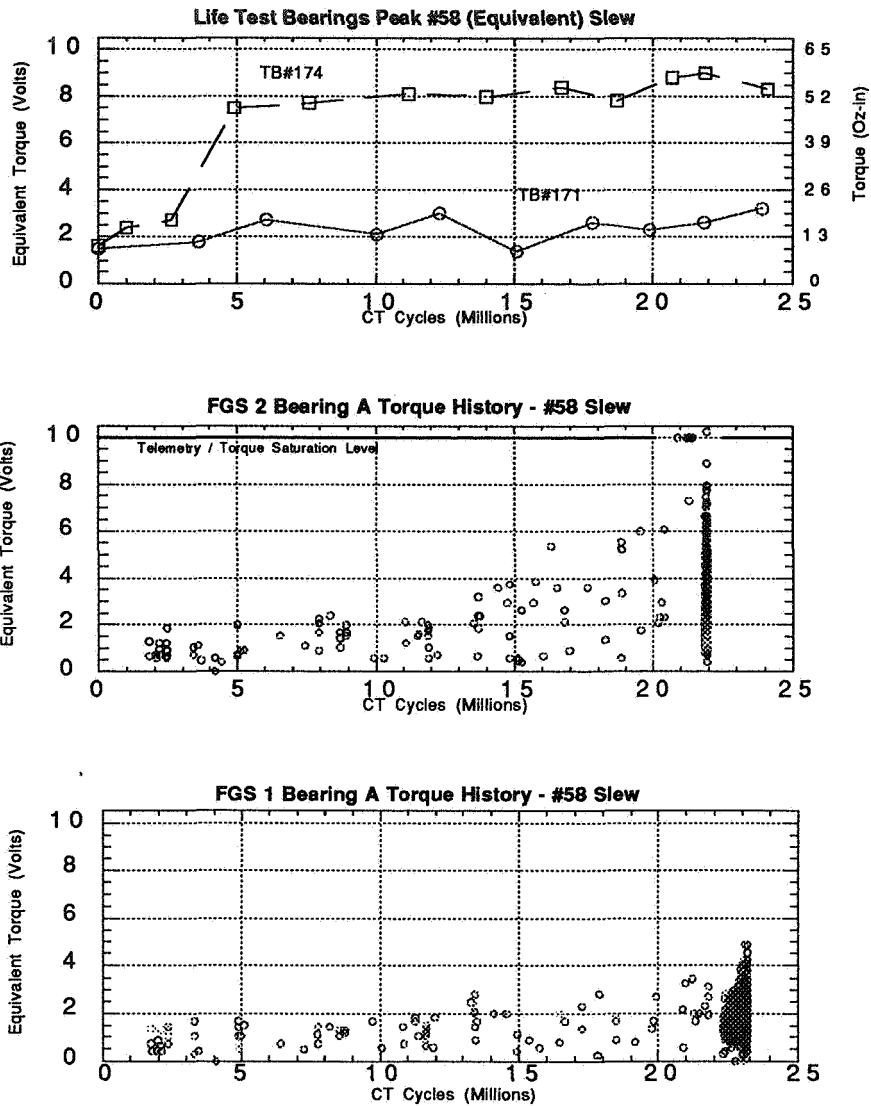 Life Test Bearings Peak #58 (Equivalent) Slew
Equivalent Torque (Volts)
10
8
6
4
2
0
TB#174
TB#171
65
52
39
26
13
0
Torque (Oz-in)
0 5 10 15 20 25
CT Cycles (Millions)
FGS 2 Bearing A Torque History - #58 Slew
Equivalent Torque (Volts)
10
8
6
4
2
0
Telemetry / Torque Saturation Level
0 5 10 15 20 25
CT Cycles (Millions)
FGS 1 Bearing A Torque History - #58 Slew
Equivalent Torque (Volts)
10
8
6
4
2
0
0 5 10 15 20 25
CT Cycles (Millions)